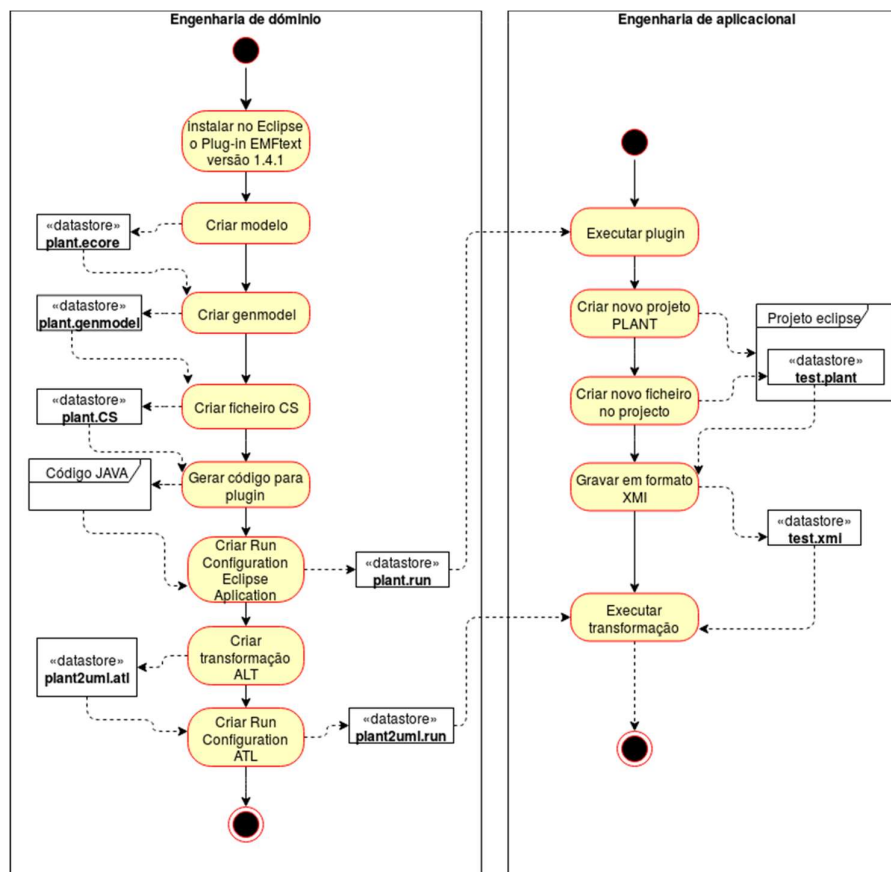 Engenharia de dóminio
instalar no Eclipse
o Plug-in EMFtext
versão 1.4.1
Criar modelo
«datastore»
plant.ecore
Criar genmodel
«datastore»
plant.genmodel
Criar ficheiro CS
«datastore»
plant.CS
Gerar código para
plugin
Código JAVA
Criar Run
Configuration
Eclipse
Aplication
«datastore»
plant.run
Criar
transformação
ALT
«datastore»
plant2uml.atl
Criar Run
Configuration
ATL
«datastore»
plant2uml.run
Engenharia de aplicacional
Executar plugin
Criar novo projeto
PLANT
Projeto eclipse
«datastore»
test.plant
Criar novo ficheiro
no projecto
Gravar em formato
XMI
«datastore»
test.xmi
Executar
transformação